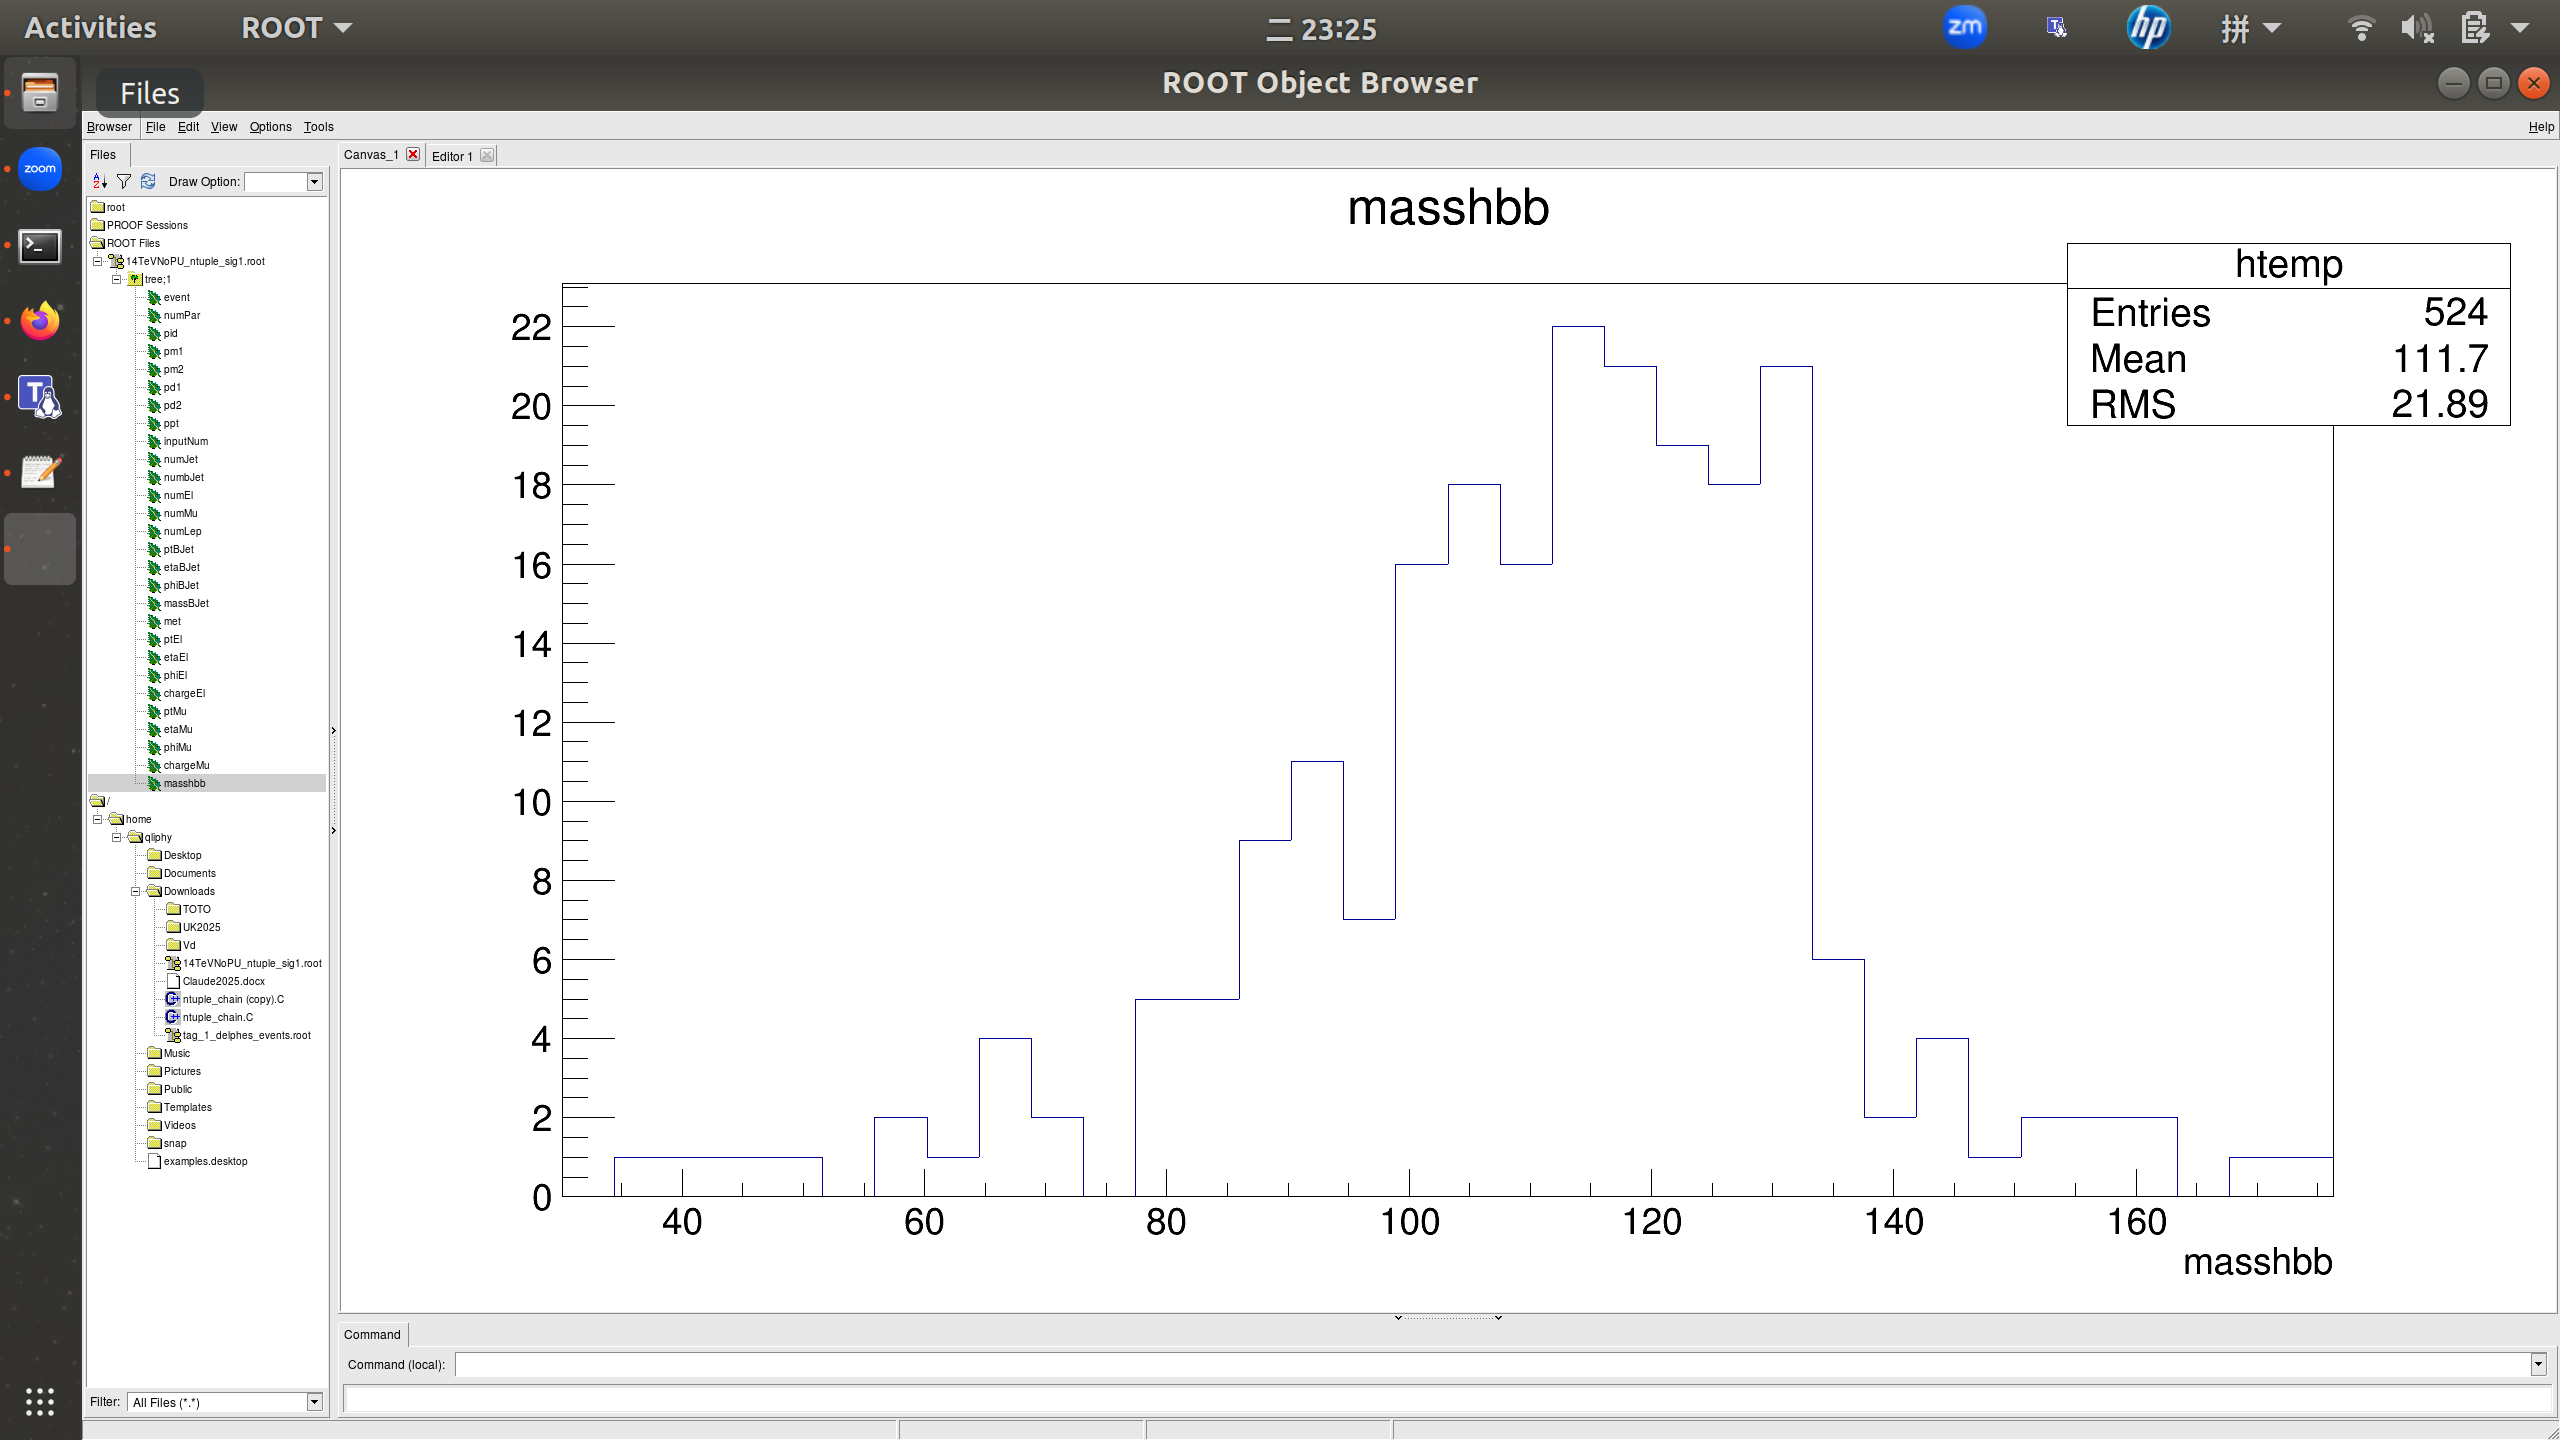 Activities
ROOT
二 23:25
zm
T
hp
拼
Files
ROOT Object Browser
Browser File Edit View Options Tools
Help
Files
Canvas_1
Editor 1
Draw Option:
root
PROOF Sessions
ROOT Files
14TeVNoPU_ntuple_sig1.root
tree;1
event
numPar
pid
pm1
pm2
pd1
pd2
ppt
inputNum
numJet
numbJet
numEl
numMu
numLep
ptBJet
etaBJet
phiBJet
massBJet
met
ptEl
etaEl
phiEl
chargeEl
ptMu
etaMu
phiMu
chargeMu
masshbb
/
home
qliphy
Desktop
Documents
Downloads
TOTO
UK2025
Vd
14TeVNoPU_ntuple_sig1.root
Claude2025.docx
ntuple_chain (copy).C
ntuple_chain.C
tag_1_delphes_events.root
Music
Pictures
Public
Templates
Videos
snap
examples.desktop
Filter: All Files (*.*)
zoom
T
masshbb
htemp
Entries 524
Mean 111.7
RMS 21.89
22
20
18
16
14
12
10
8
6
4
2
0
40 60 80 100 120 140 160
masshbb
Command
Command (local):